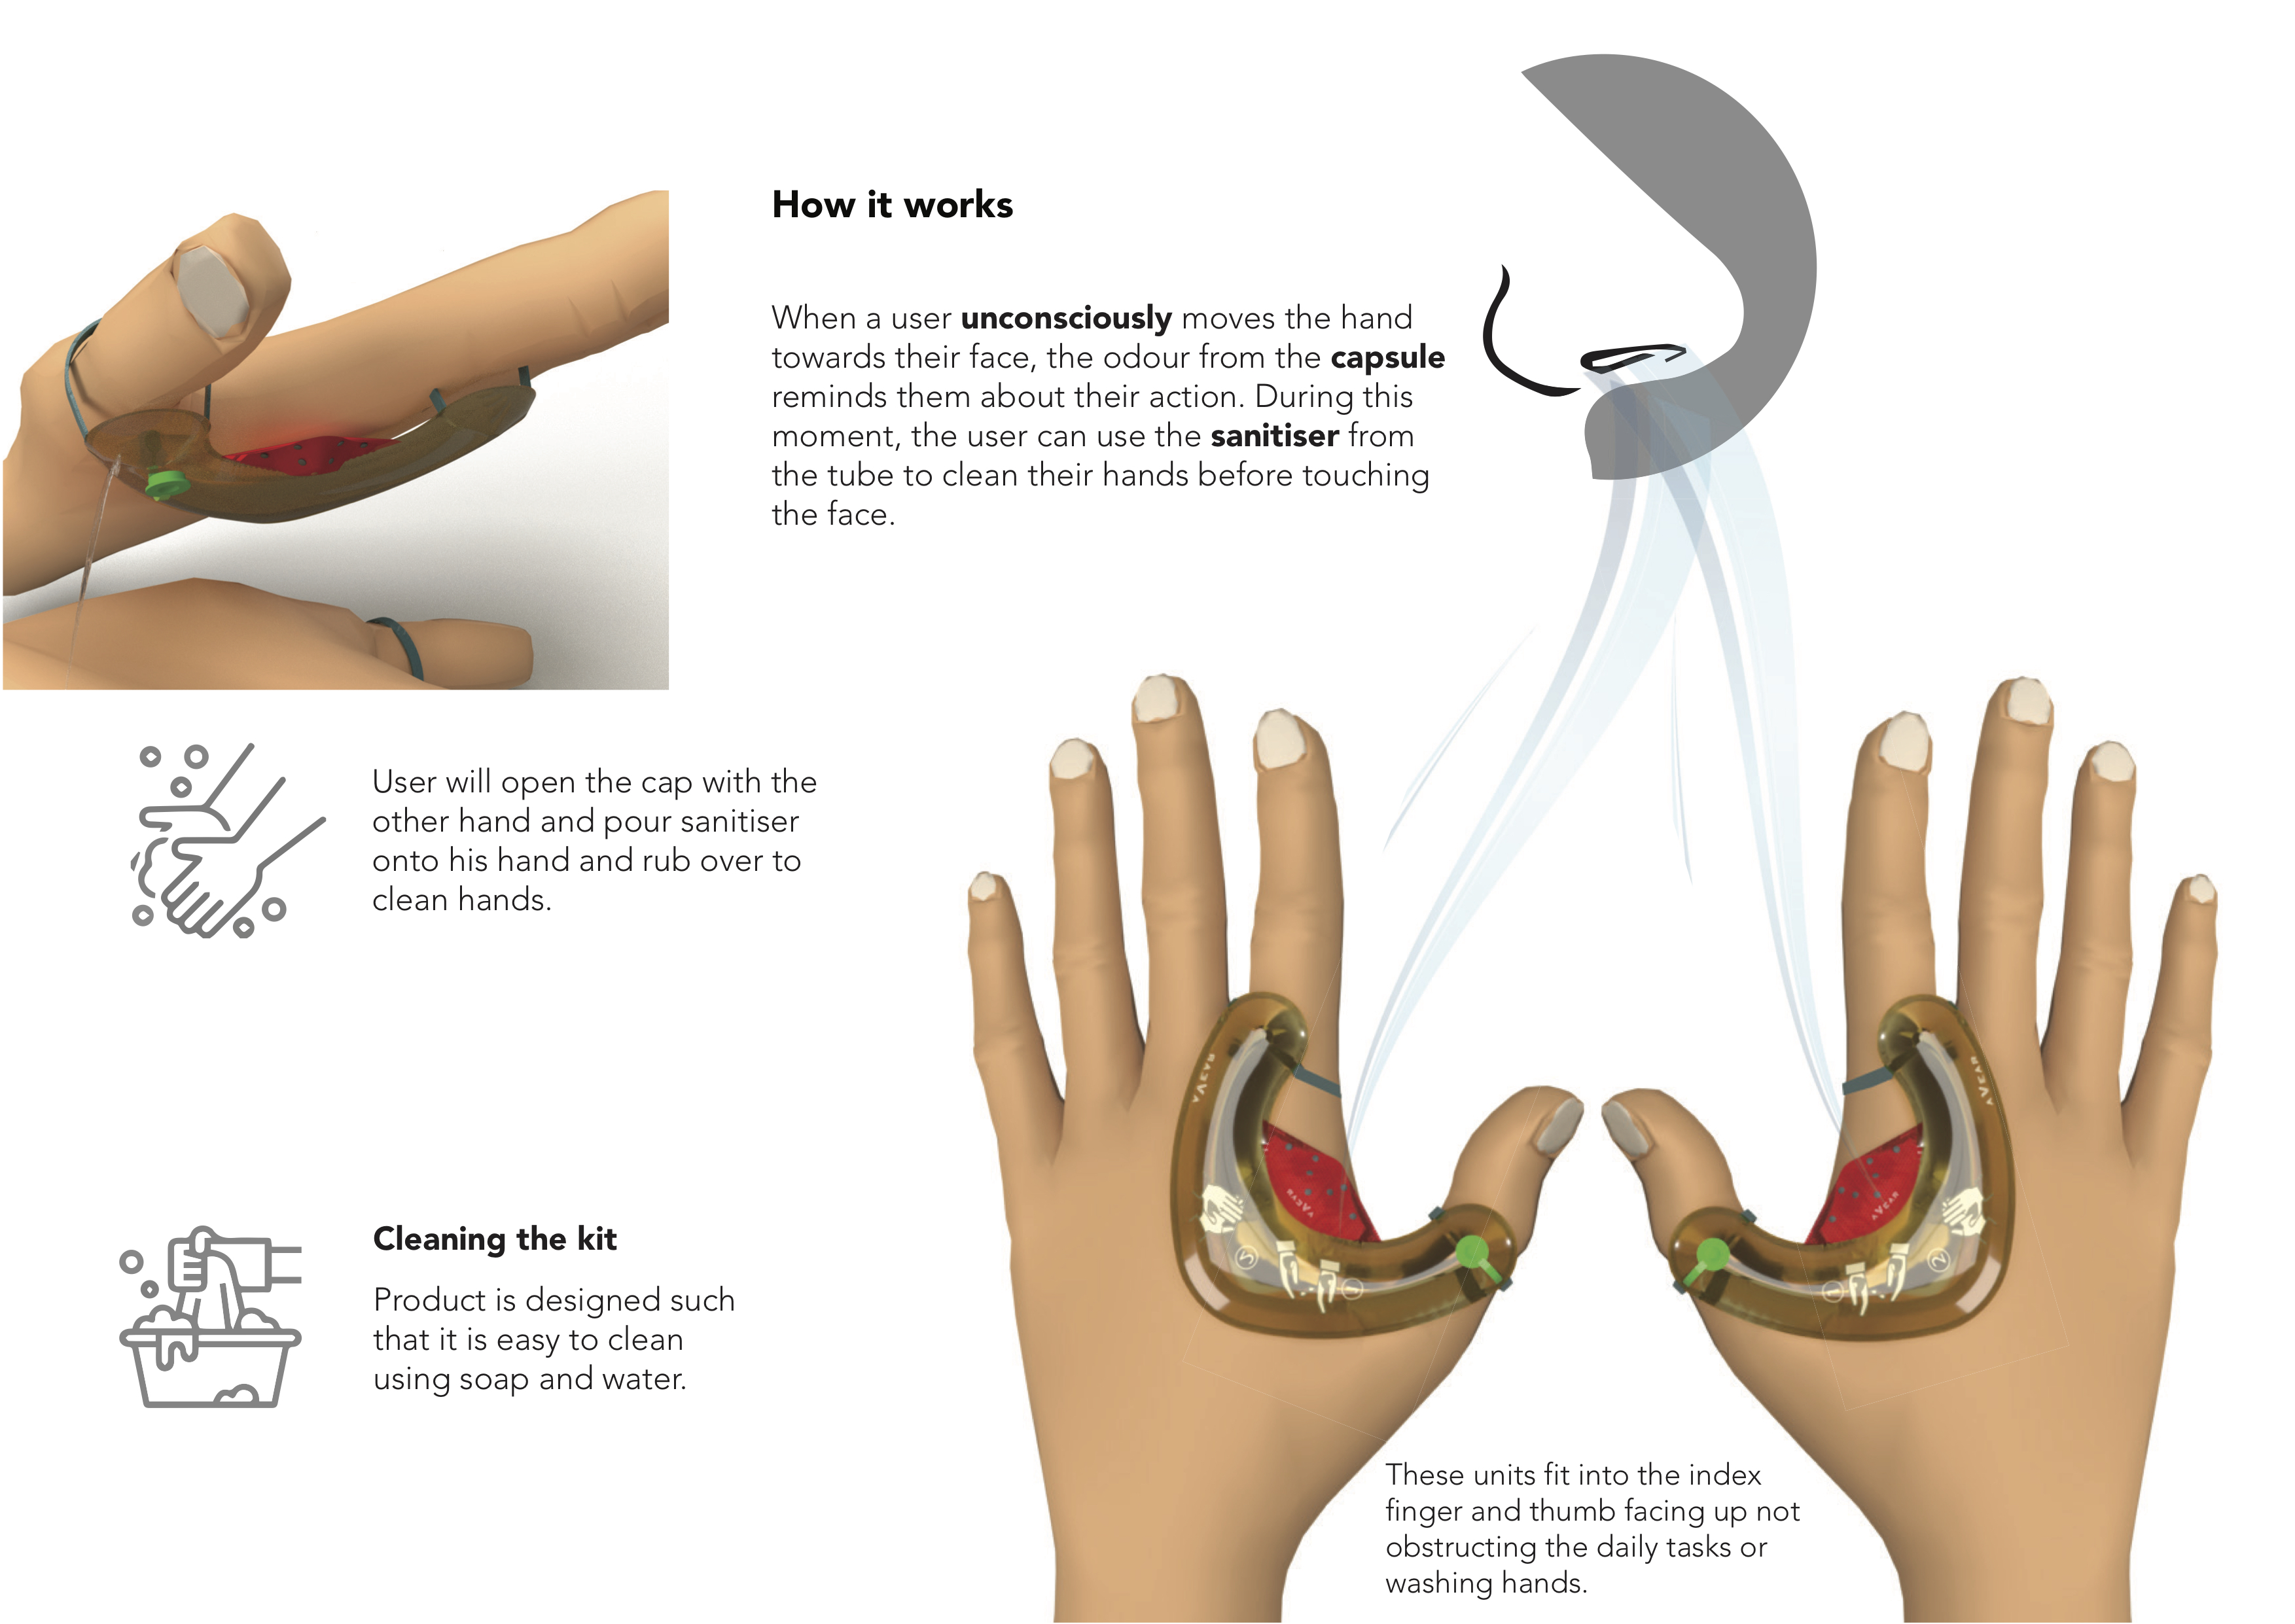 How it works
When a user unconsciously moves the hand
towards their face, the odour from the capsule
reminds them about their action. During this
moment, the user can use the sanitiser from
the tube to clean their hands before touching
the face.
User will open the cap with the
other hand and pour sanitiser
onto his hand and rub over to
clean hands.
Cleaning the kit
Product is designed such
that it is easy to clean
using soap and water.
These units fit into the index
finger and thumb facing up not
obstructing the daily tasks or
washing hands.